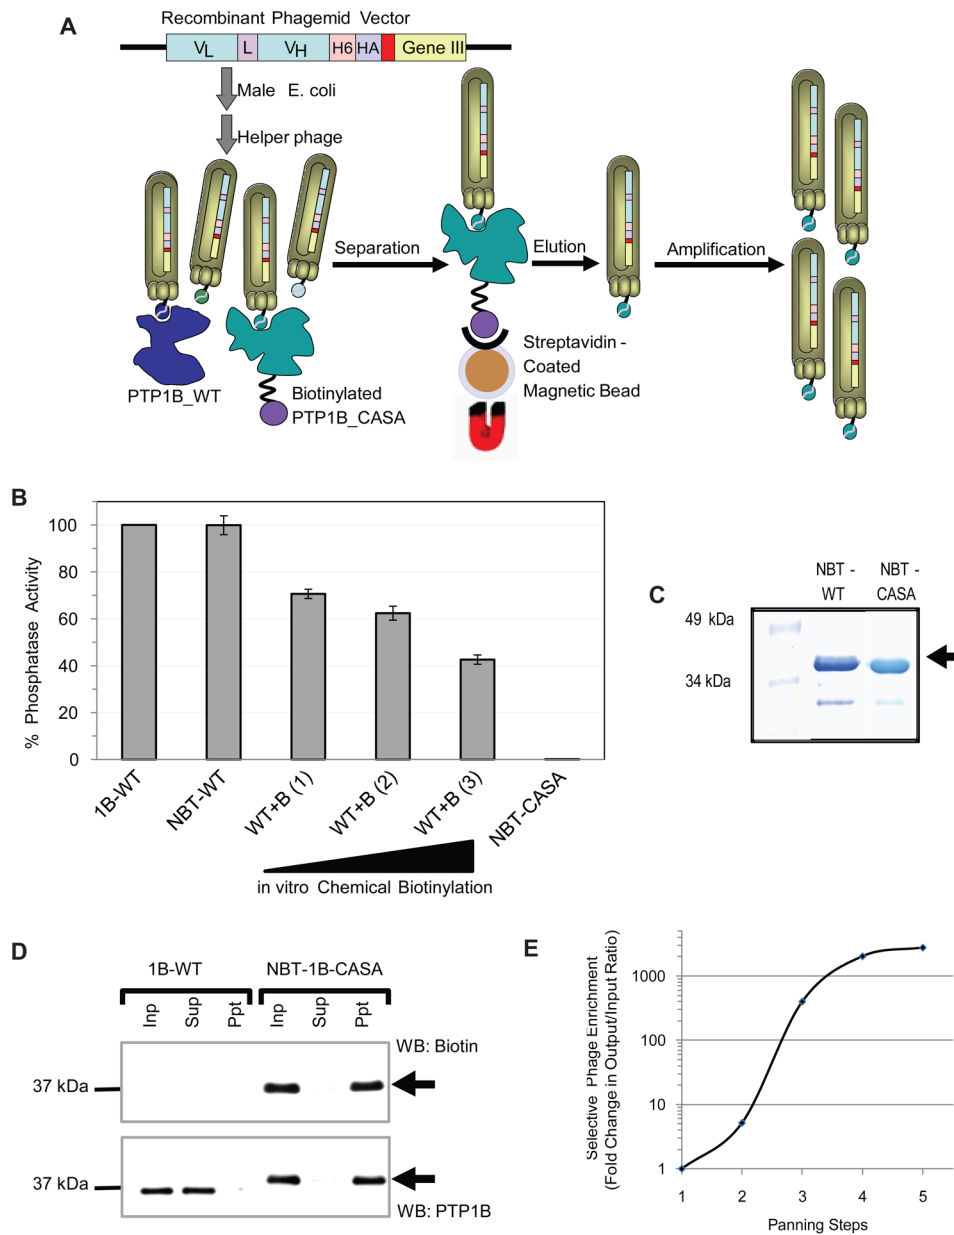 A
Recombinant Phagemid Vector
VL L VH H6 HA Gene III
Male E. coli
Helper phage
Separation
Elution
Amplification
PTP1B_WT
Biotinylated
PTP1B_CASA
Streptavidin -
Coated
Magnetic Bead
B
% Phosphatase Activity
100
80
60
40
20
0
1B-WT
NBT-WT
WT+B (1)
WT+B (2)
WT+B (3)
NBT-CASA
in vitro Chemical Biotinylation
C
NBT -
WT
NBT -
CASA
49 kDa
34 kDa
D
1B-WT
NBT-1B-CASA
Inp Sup Ppt Inp Sup Ppt
WB: Biotin
37 kDa
37 kDa
WB: PTP1B
E
Selective Phage Enrichment
(Fold Change in Output/Input Ratio)
1000
100
10
1
1 2 3 4 5
Panning Steps